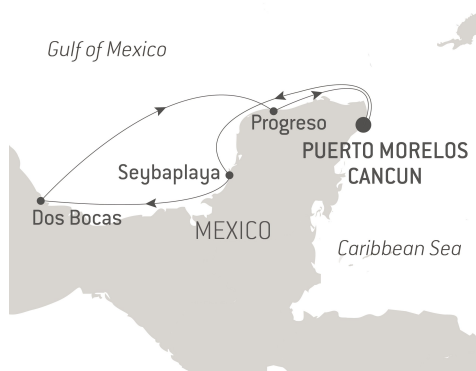 Gulf of Mexico
Progreso
PUERTO MORELOS
CANCUN
Seybaplaya
Dos Bocas
MEXICO
Caribbean Sea